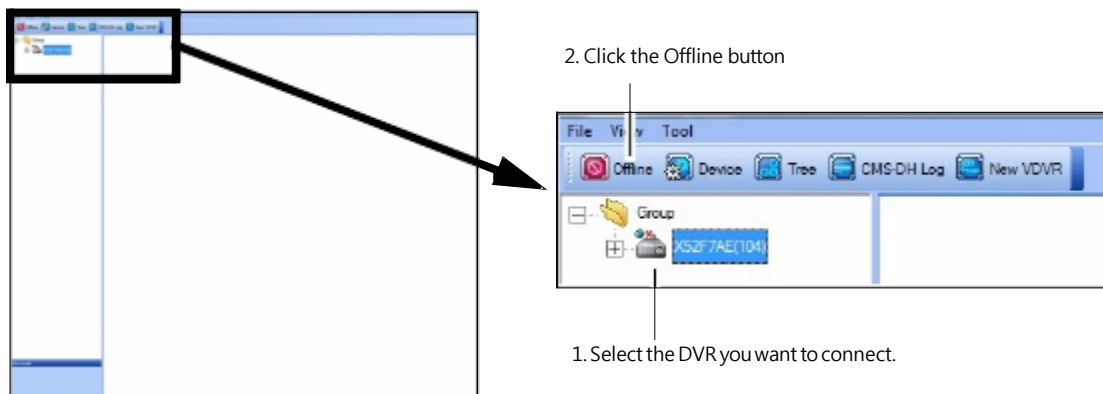 2. Click the Offline button
File View Tool
Offline Device Tree CMS-DH Log New VDVR
Group
X52F7AE(104)
1. Select the DVR you want to connect.